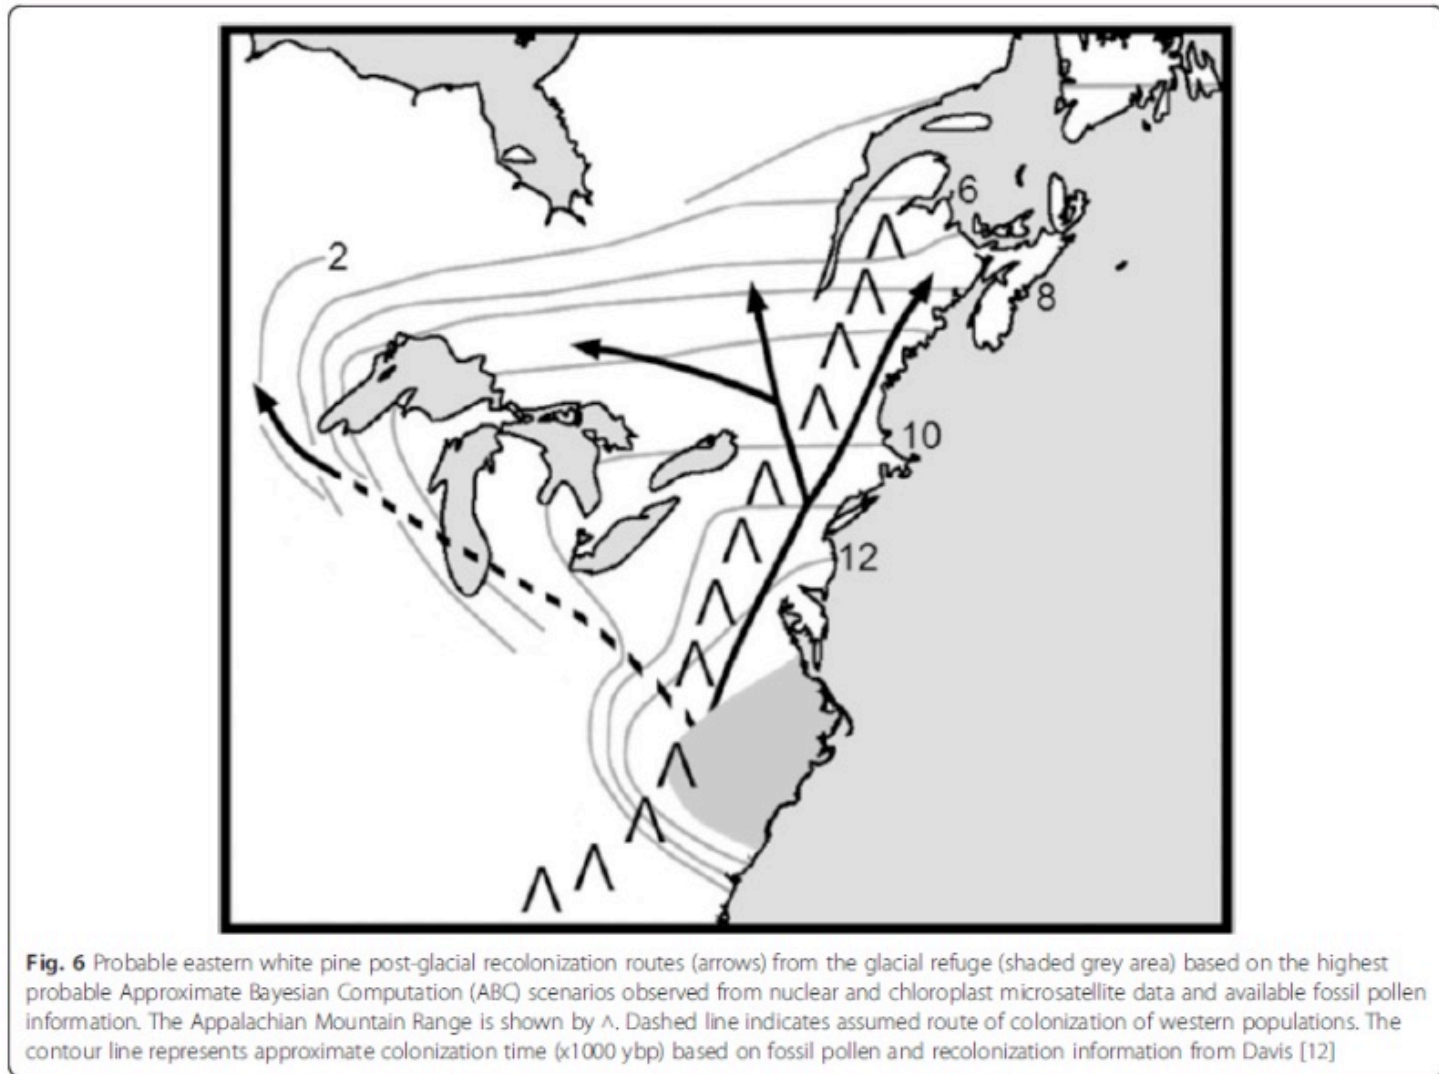 6
2
8
10
12
Fig. 6 Probable eastern white pine post-glacial recolonization routes (arrows) from the glacial refuge (shaded grey area) based on the highest
probable Approximate Bayesian Computation (ABC) scenarios observed from nuclear and chloroplast microsatellite data and available fossil pollen
information. The Appalachian Mountain Range is shown by ∧. Dashed line indicates assumed route of colonization of western populations. The
contour line represents approximate colonization time (x1000 ybp) based on fossil pollen and recolonization information from Davis [12]